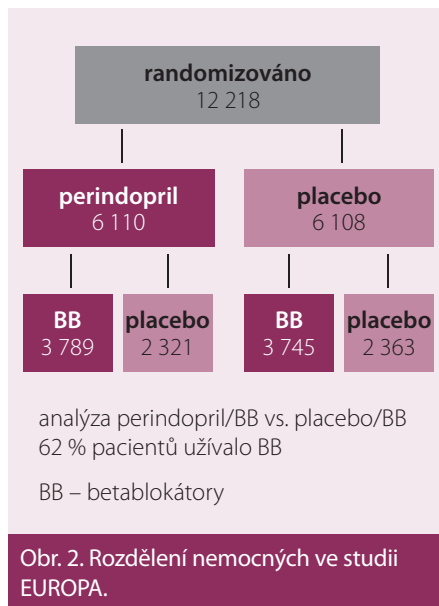 randomizováno
12 218
perindopril
6 110
placebo
6 108
BB
3 789
placebo
2 321
BB
3 745
placebo
2 363
analýza perindopril/BB vs. placebo/BB
62 % pacientů užívalo BB
BB – betablokátory
Obr. 2. Rozdělení nemocných ve studii
EUROPA.